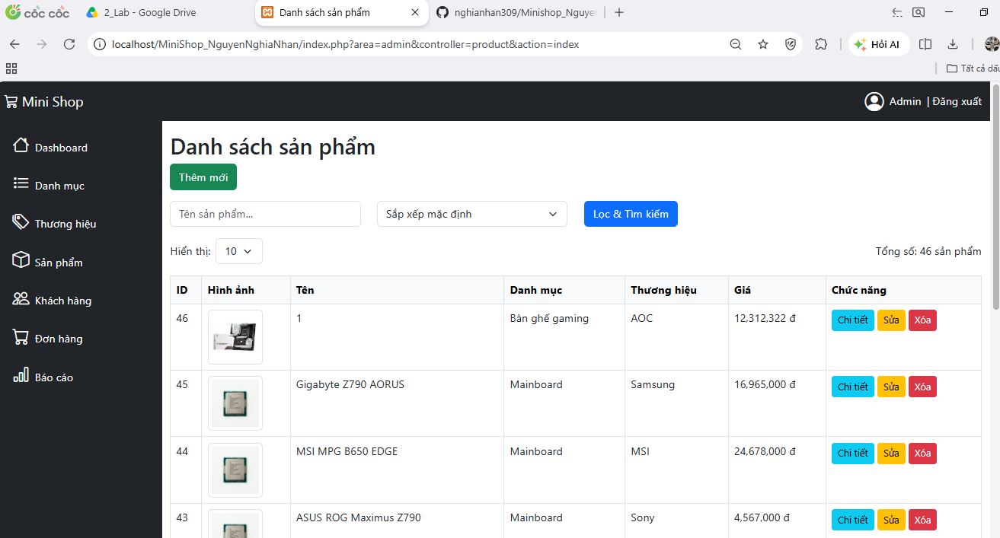 cốc cốc
2_Lab - Google Drive
Danh sách sản phẩm
nghianhan309/Minishop_Nguye
localhost/MiniShop_NguyenNghiaNhan/index.php?area=admin&controller=product&action=index
Hỏi AI
Tất cả dấu
Mini Shop
Admin | Đăng xuất
Dashboard
Danh mục
Thương hiệu
Sản phẩm
Khách hàng
Đơn hàng
Báo cáo
Danh sách sản phẩm
Thêm mới
Tên sản phẩm... Sắp xếp mặc định Lọc & Tìm kiếm
Hiển thị: 10 Tổng số: 46 sản phẩm
ID Hình ảnh Tên Danh mục Thương hiệu Giá Chức năng
46 1 Bàn ghế gaming AOC 12,312,322 đ Chi tiết Sửa Xóa
45 Gigabyte Z790 AORUS Mainboard Samsung 16,965,000 đ Chi tiết Sửa Xóa
44 MSI MPG B650 EDGE Mainboard MSI 24,678,000 đ Chi tiết Sửa Xóa
43 ASUS ROG Maximus Z790 Mainboard Sony 4,567,000 đ Chi tiết Sửa Xóa